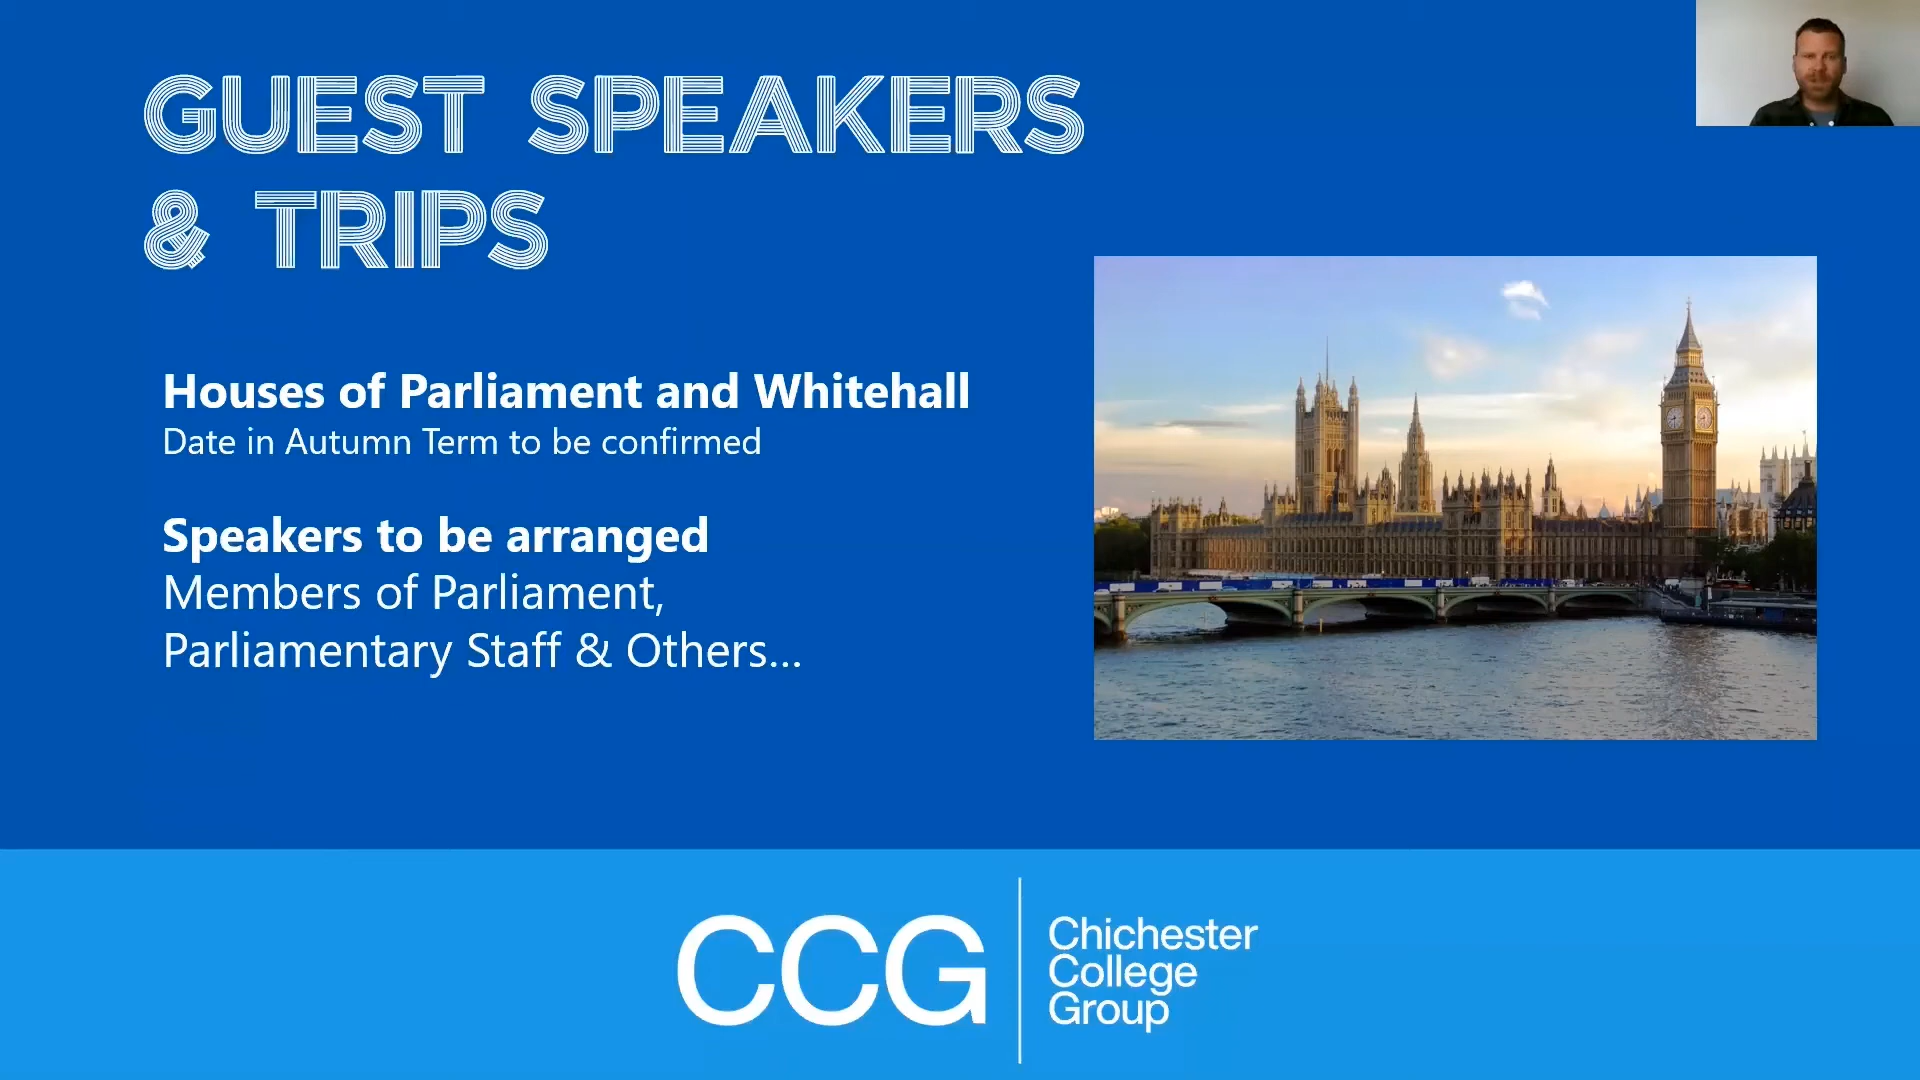 GUEST SPEAKERS
& TRIPS
Houses of Parliament and Whitehall
Date in Autumn Term to be confirmed
Speakers to be arranged
Members of Parliament,
Parliamentary Staff & Others...
CCG
Chichester
College
Group